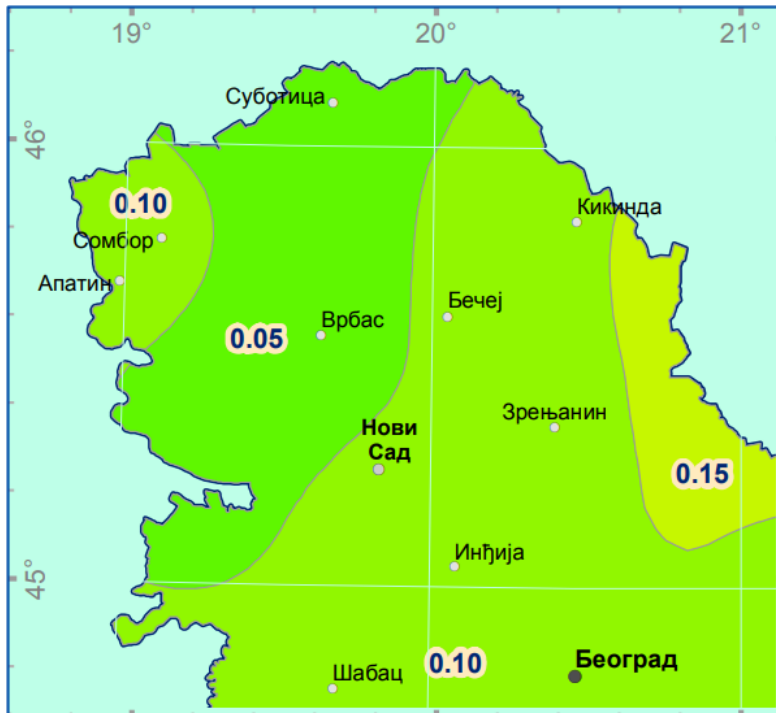 19°
20°
21°
Суботица
46°
0.10
Кикинда
Сомбор
Апатин
Бечеј
Врбас
0.05
Зрењанин
Нови
Сад
0.15
Инђија
45°
Београд
0.10
Шабац